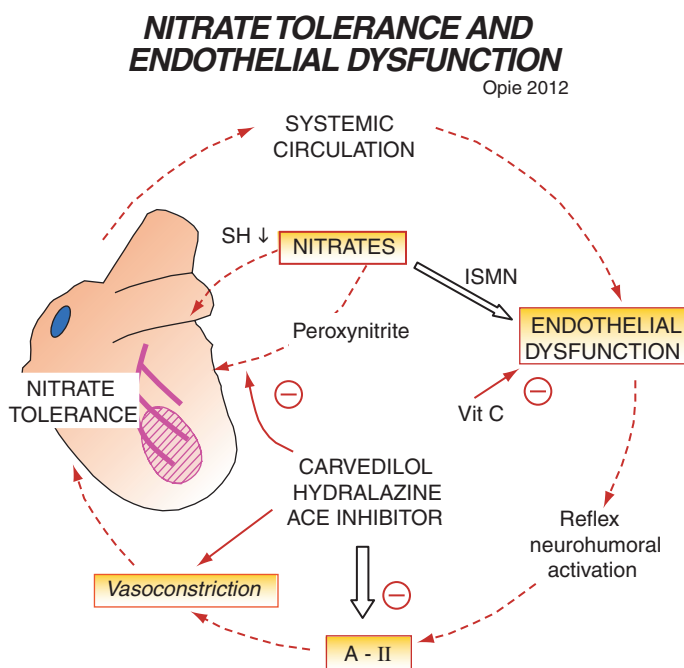 NITRATE TOLERANCE AND
ENDOTHELIAL DYSFUNCTION
Opie 2012
SYSTEMIC
CIRCULATION
SH ↓
NITRATES
ISMN
Peroxynitrite
ENDOTHELIAL
DYSFUNCTION
NITRATE
TOLERANCE
Vit C
CARVEDILOL
HYDRALAZINE
ACE INHIBITOR
Reflex
neurohumoral
activation
Vasoconstriction
A - II